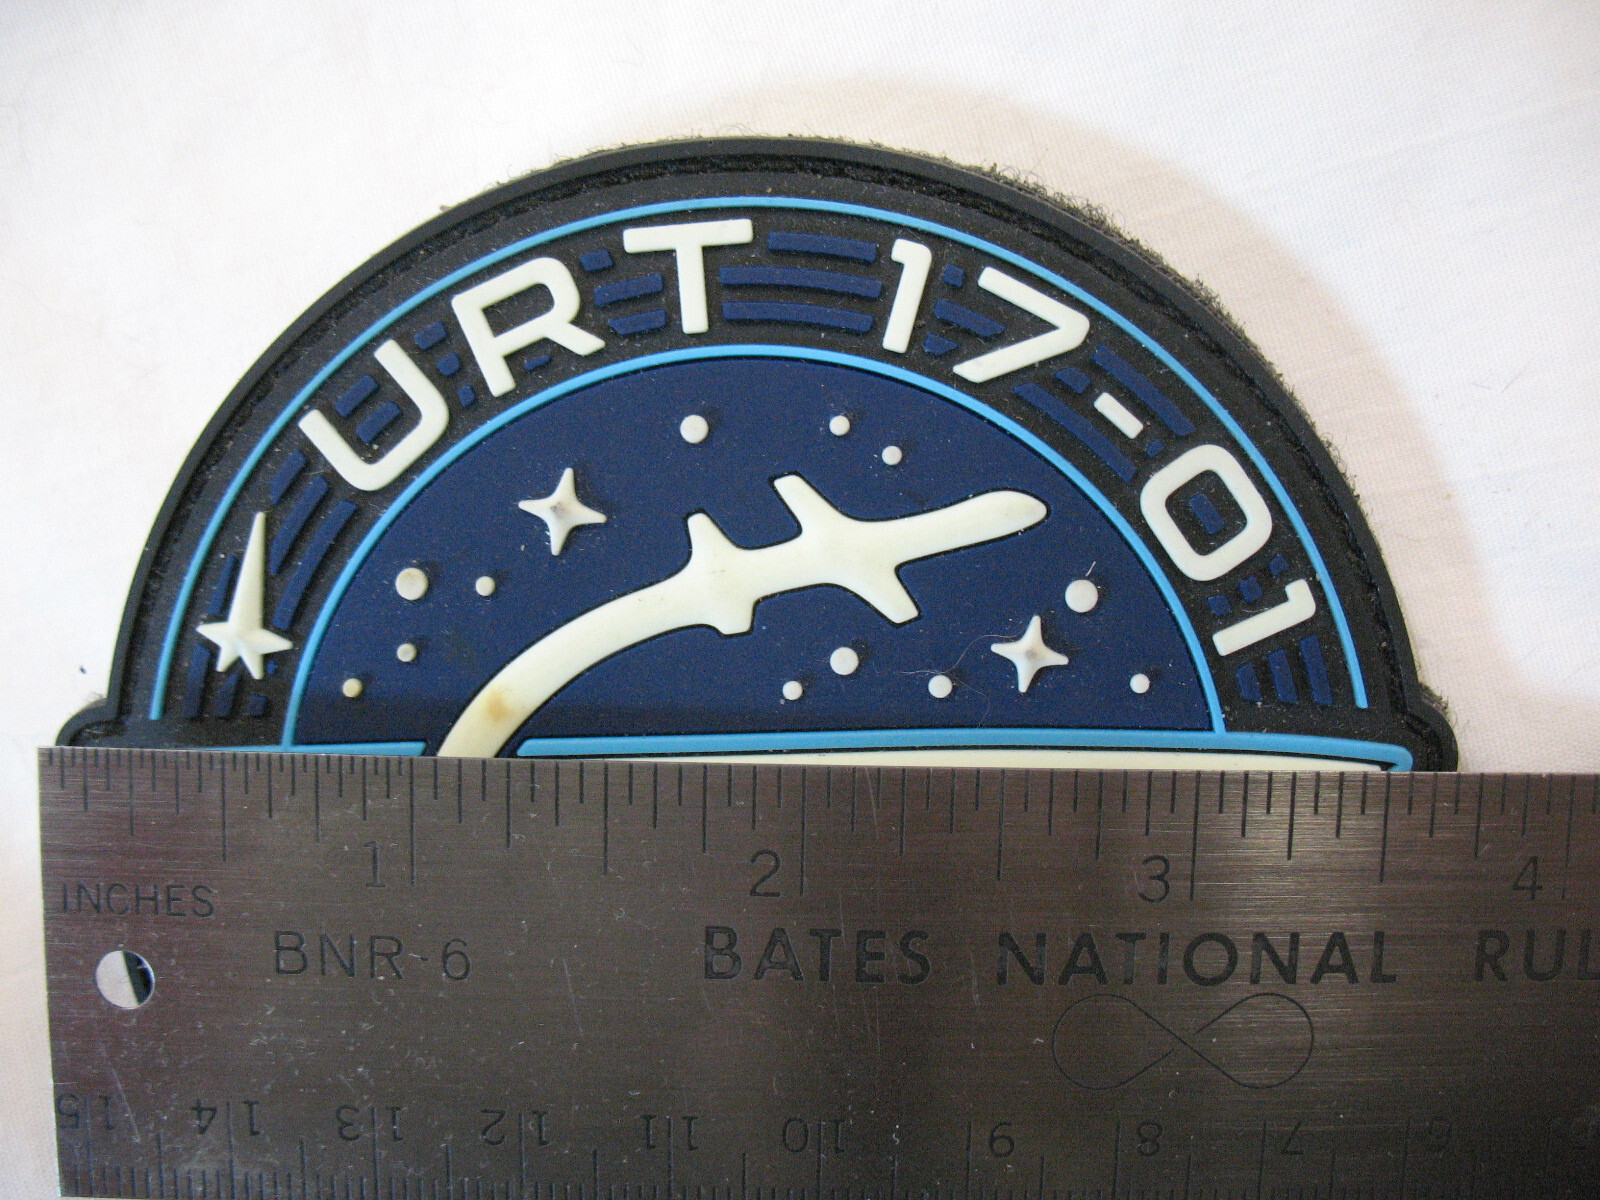 URT 17-01
1 2 3 4
INCHES
BNR-6 BATES NATIONAL RUL
15 14 13 12 11 10 9 8 7 6